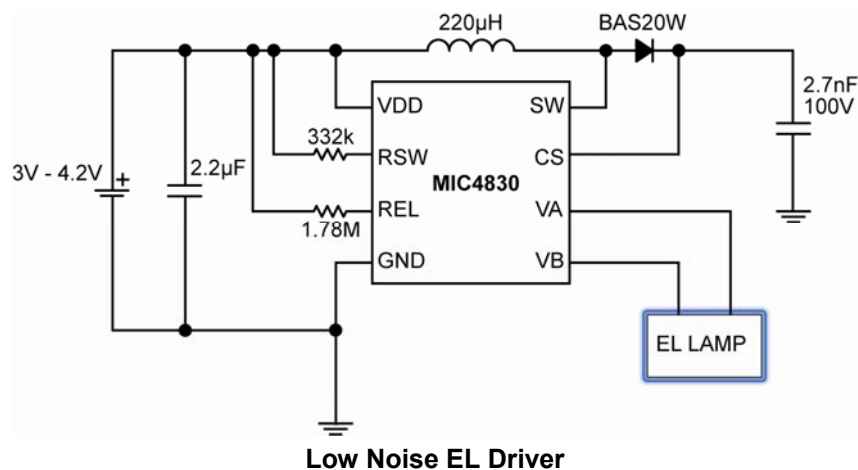 220µH
BAS20W
2.7nF
100V
VDD
SW
332k
RSW
CS
3V - 4.2V
+
2.2µF
MIC4830
REL
VA
1.78M
GND
VB
EL LAMP
Low Noise EL Driver